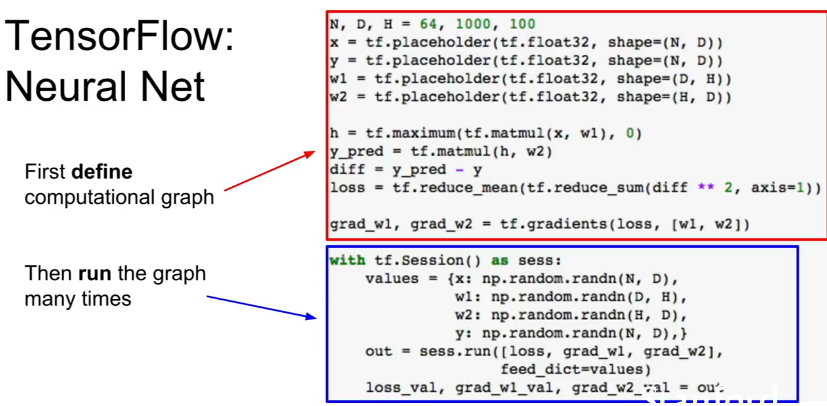 TensorFlow:
Neural Net
First define
computational graph
Then run the graph
many times
N, D, H = 64, 1000, 100
x = tf.placeholder(tf.float32, shape=(N, D))
y = tf.placeholder(tf.float32, shape=(N, D))
w1 = tf.placeholder(tf.float32, shape=(D, H))
w2 = tf.placeholder(tf.float32, shape=(H, D))
h = tf.maximum(tf.matmul(x, w1), 0)
y_pred = tf.matmul(h, w2)
diff = y_pred - y
loss = tf.reduce_mean(tf.reduce_sum(diff ** 2, axis=1))
grad_w1, grad_w2 = tf.gradients(loss, [w1, w2])
with tf.Session() as sess:
values = {x: np.random.randn(N, D),
w1: np.random.randn(D, H),
w2: np.random.randn(H, D),
y: np.random.randn(N, D),}
out = sess.run([loss, grad_w1, grad_w2],
feed_dict=values)
loss_val, grad_w1_val, grad_w2_val = out